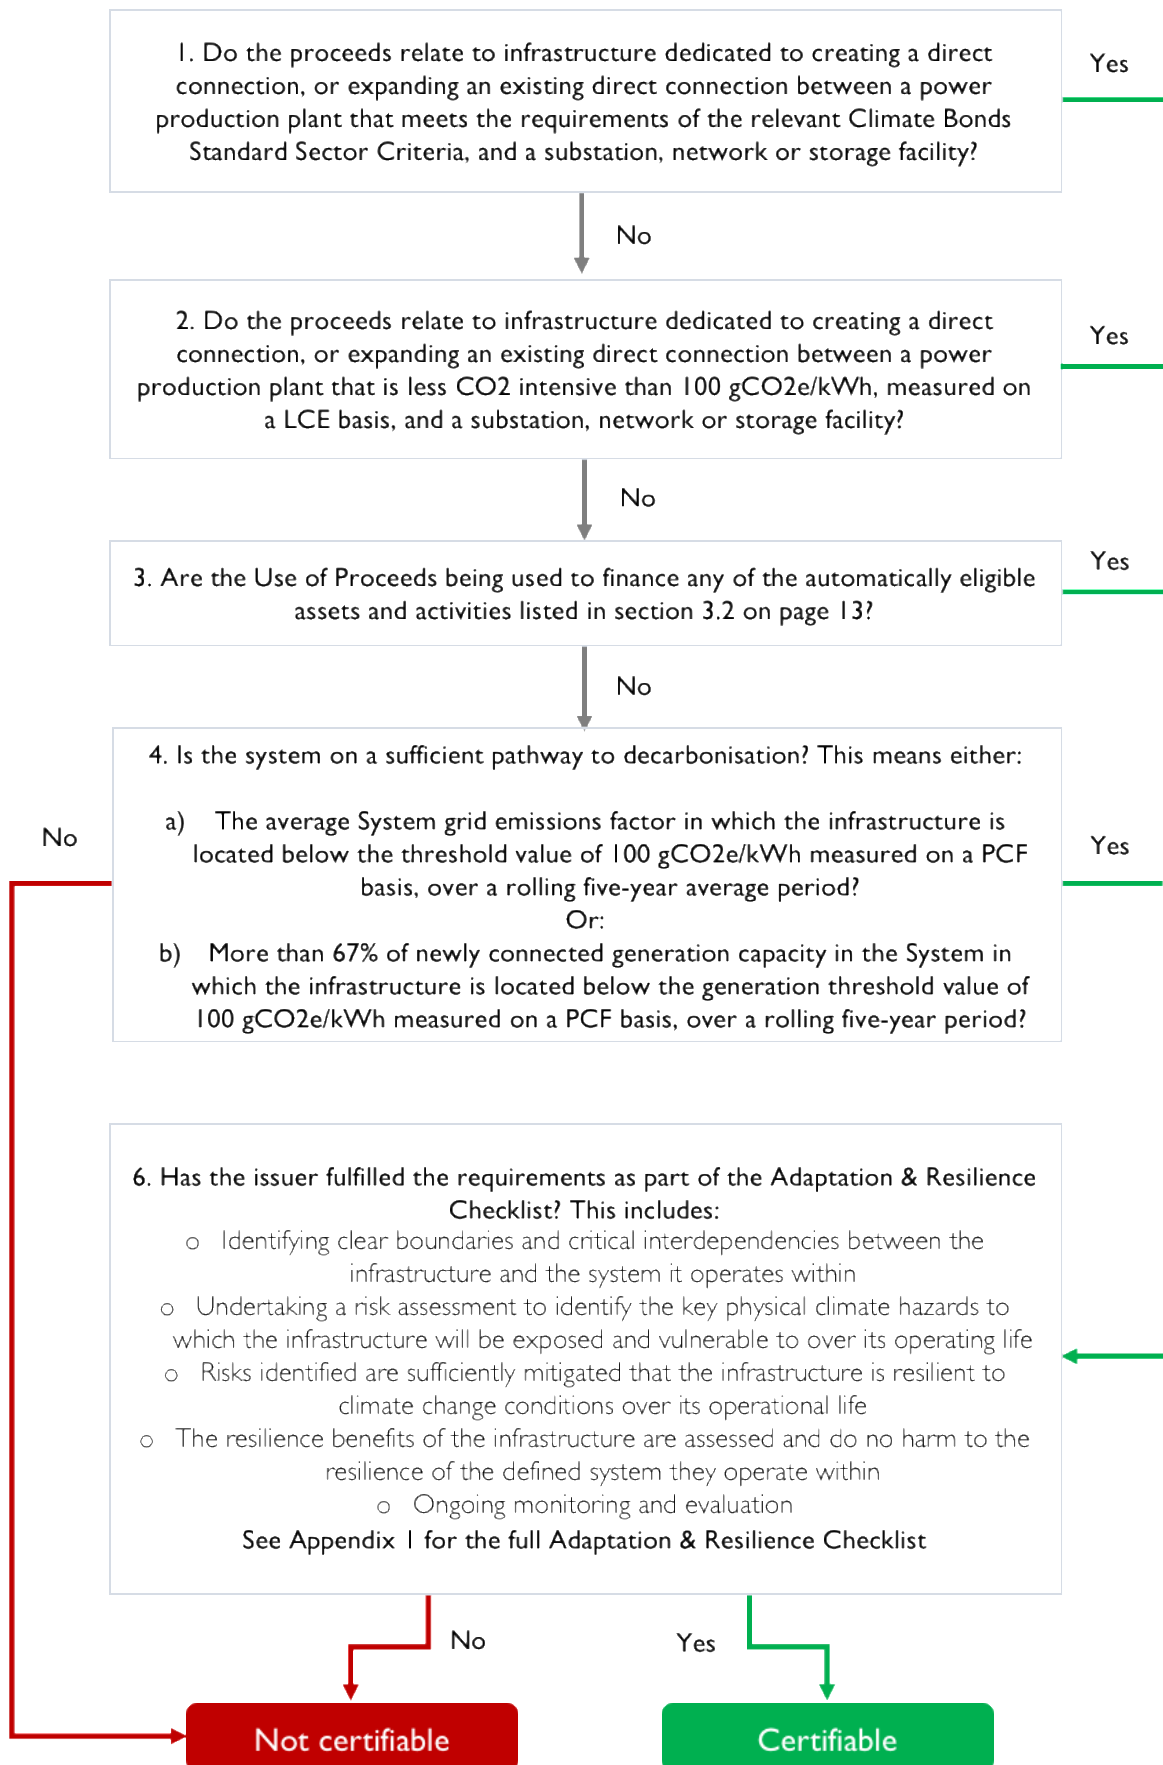 1. Do the proceeds relate to infrastructure dedicated to creating a direct
connection, or expanding an existing direct connection between a power
production plant that meets the requirements of the relevant Climate Bonds
Standard Sector Criteria, and a substation, network or storage facility?
Yes
No
2. Do the proceeds relate to infrastructure dedicated to creating a direct
connection, or expanding an existing direct connection between a power
production plant that is less CO2 intensive than 100 gCO2e/kWh, measured on
a LCE basis, and a substation, network or storage facility?
Yes
No
3. Are the Use of Proceeds being used to finance any of the automatically eligible
assets and activities listed in section 3.2 on page 13?
Yes
No
4. Is the system on a sufficient pathway to decarbonisation? This means either:
a) The average System grid emissions factor in which the infrastructure is
located below the threshold value of 100 gCO2e/kWh measured on a PCF
basis, over a rolling five-year average period?
Or:
b) More than 67% of newly connected generation capacity in the System in
which the infrastructure is located below the generation threshold value of
100 gCO2e/kWh measured on a PCF basis, over a rolling five-year period?
No
Yes
6. Has the issuer fulfilled the requirements as part of the Adaptation & Resilience
Checklist? This includes:
o Identifying clear boundaries and critical interdependencies between the
infrastructure and the system it operates within
o Undertaking a risk assessment to identify the key physical climate hazards to
which the infrastructure will be exposed and vulnerable to over its operating life
o Risks identified are sufficiently mitigated that the infrastructure is resilient to
climate change conditions over its operational life
o The resilience benefits of the infrastructure are assessed and do no harm to the
resilience of the defined system they operate within
o Ongoing monitoring and evaluation
See Appendix 1 for the full Adaptation & Resilience Checklist
No
Yes
Not certifiable
Certifiable